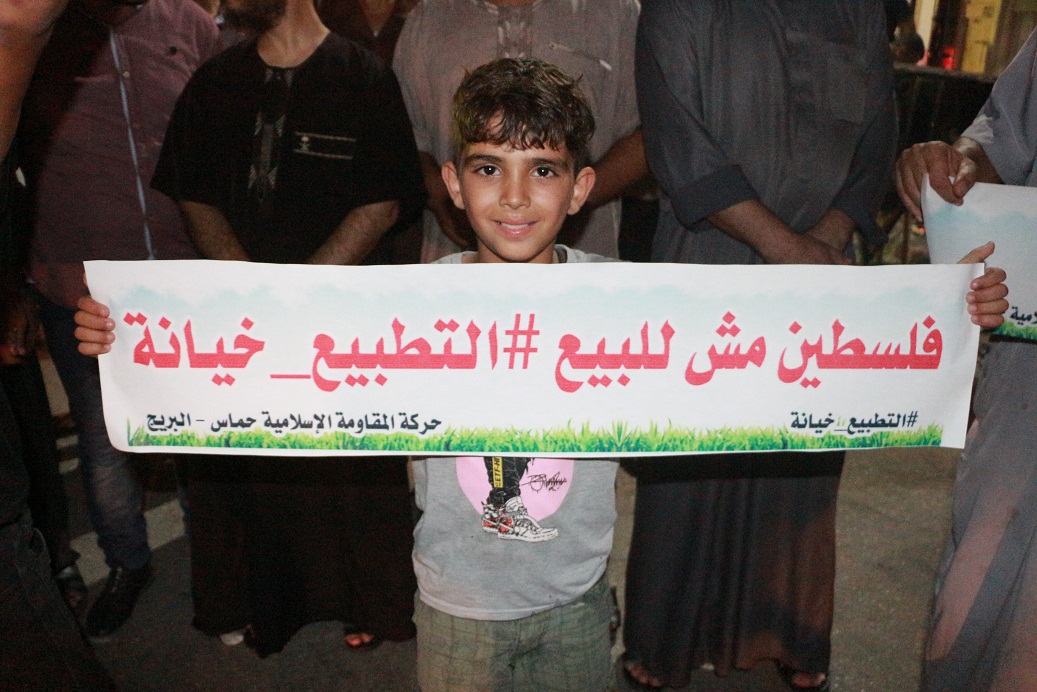 فلسطين مش للبيع #التطبيع_خيانة
#التطبيع_خيانة
حركة المقاومة الإسلامية حماس - البريج